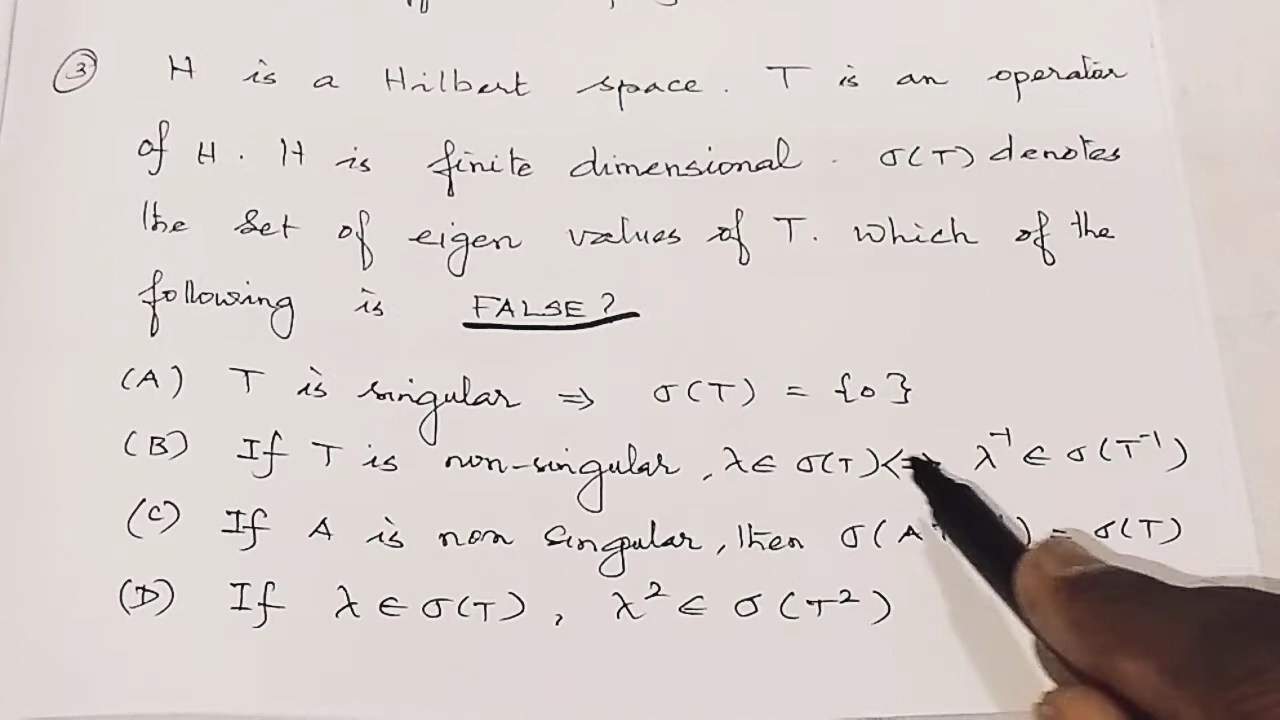 ③ H is a Hilbert space. T is an operator
of H. H is finite dimensional. σ(T) denotes
the set of eigen values of T. which of the
following is FALSE?
(A) T is singular ⇒ σ(T) = {0}
(B) If T is non-singular, λ ∈ σ(T) <=> λ⁻¹ ∈ σ(T⁻¹)
(C) If A is non singular, then σ(A ) = σ(T)
(D) If λ ∈ σ(T), λ² ∈ σ(T²)